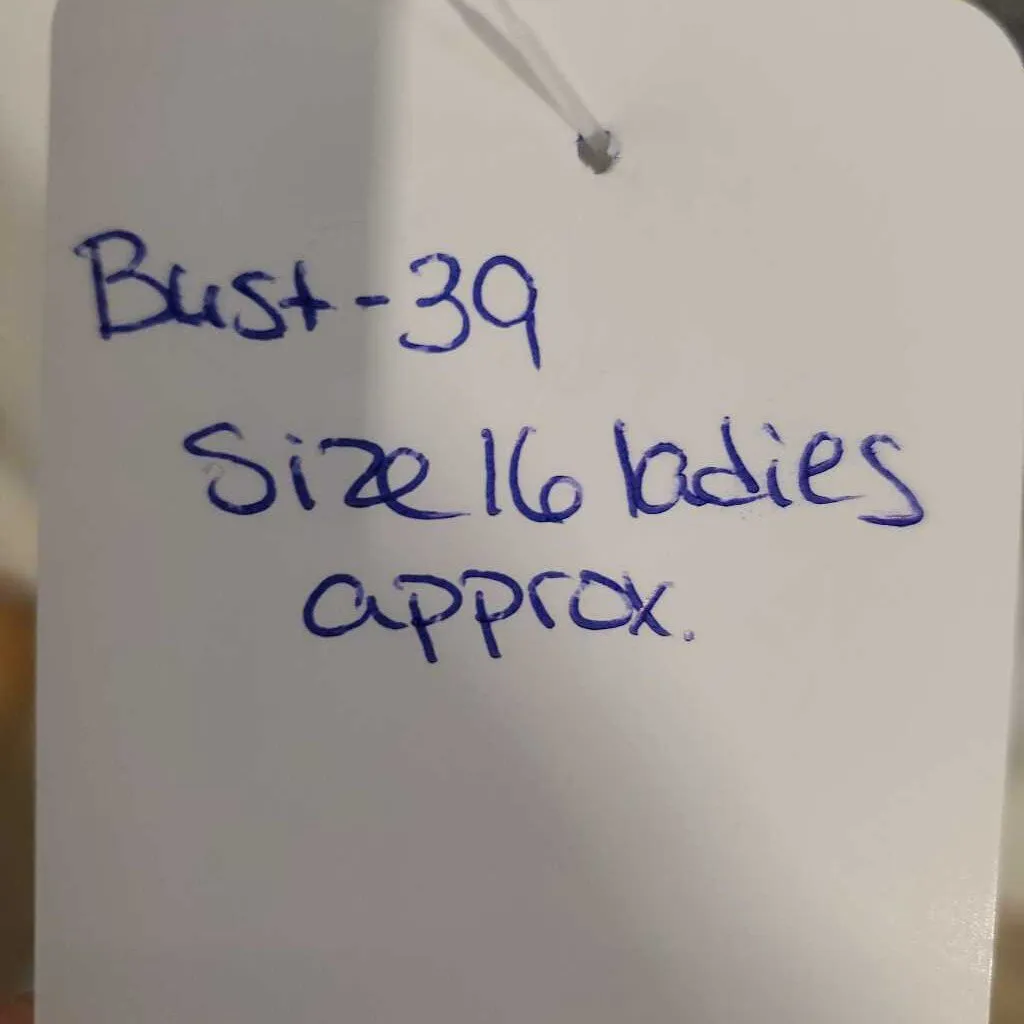 Bust-39
Size 16 ladies
approx.